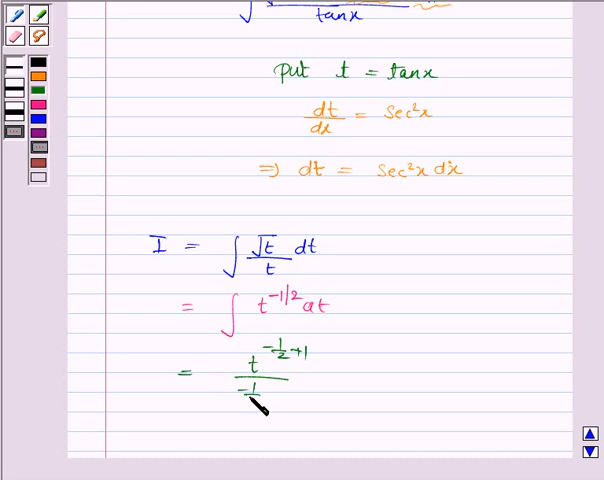 ∫ tanx
put t = tanx
dt/dx = sec²x
⇒ dt = sec²x dx
I = ∫ √t/t dt
= ∫ t^-1/2 dt
= t^-1/2+1
-1